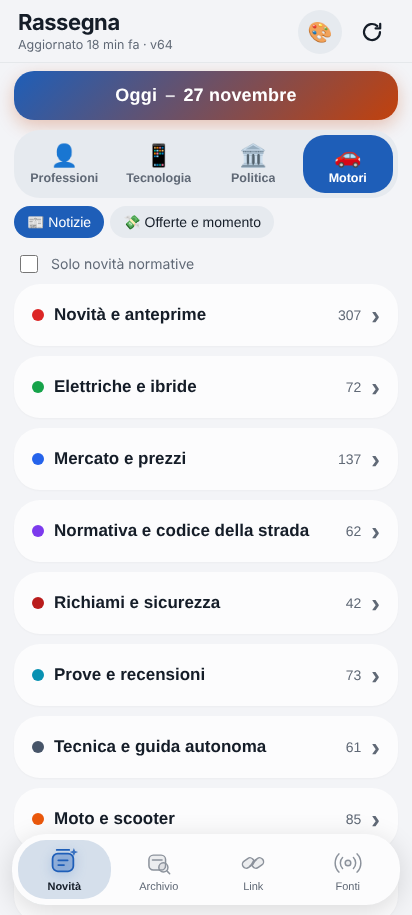 Rassegna
Aggiornato 18 min fa · v64
Oggi – 27 novembre
Professioni
Tecnologia
Politica
Motori
Notizie
Offerte e momento
Solo novità normative
Novità e anteprime 307 ›
Elettriche e ibride 72 ›
Mercato e prezzi 137 ›
Normativa e codice della strada 62 ›
Richiami e sicurezza 42 ›
Prove e recensioni 73 ›
Tecnica e guida autonoma 61 ›
Moto e scooter 85 ›
Novità
Archivio
Link
Fonti